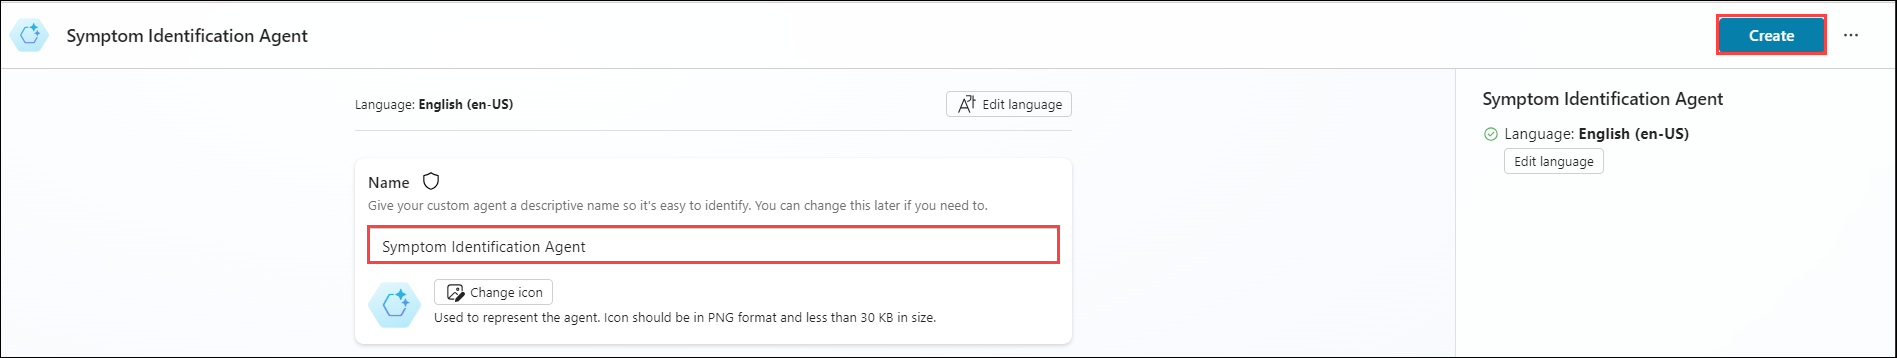 Symptom Identification Agent
Create
Language: English (en-US)
Edit language
Name
Give your custom agent a descriptive name so it's easy to identify. You can change this later if you need to.
Symptom Identification Agent
Change icon
Used to represent the agent. Icon should be in PNG format and less than 30 KB in size.
Symptom Identification Agent
Language: English (en-US)
Edit language